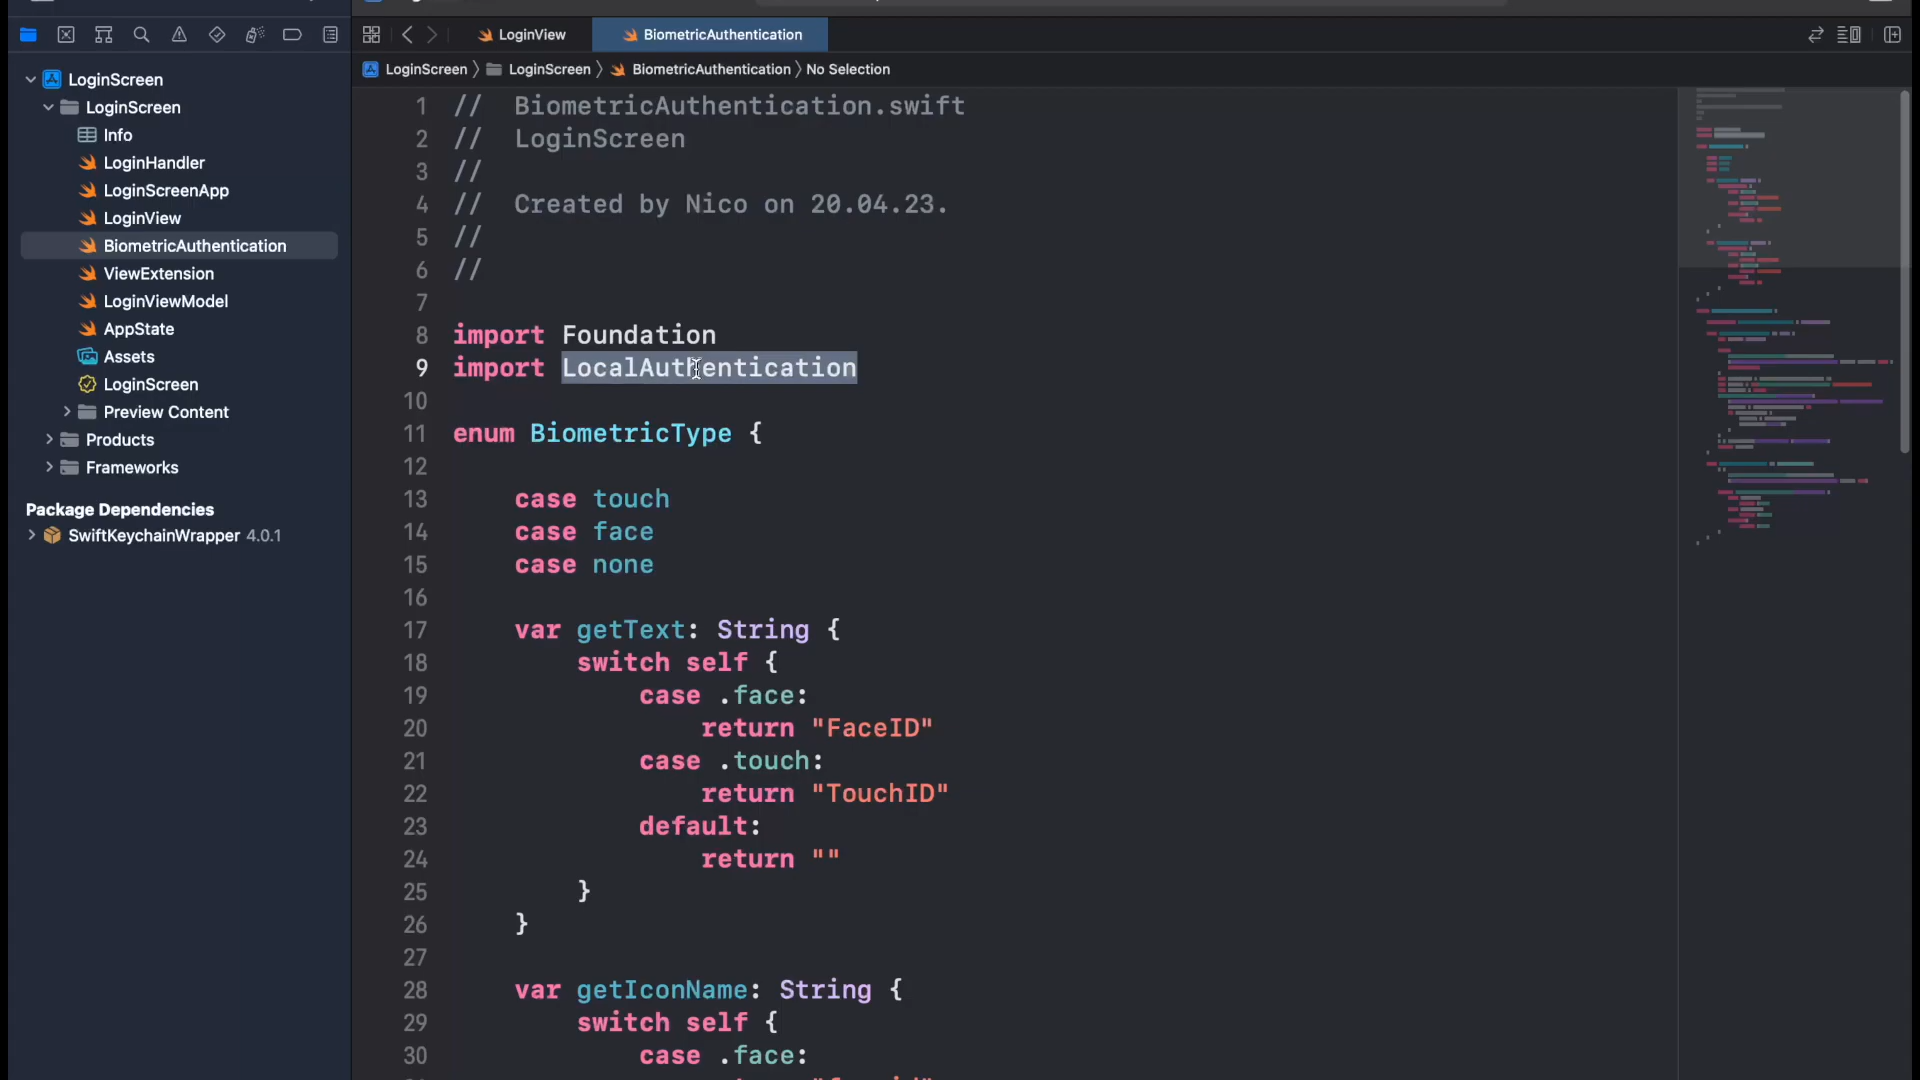 LoginView
BiometricAuthentication
LoginScreen
LoginScreen
BiometricAuthentication
No Selection
LoginScreen
LoginScreen
Info
LoginHandler
LoginScreenApp
LoginView
BiometricAuthentication
ViewExtension
LoginViewModel
AppState
Assets
LoginScreen
Preview Content
Products
Frameworks
Package Dependencies
SwiftKeychainWrapper 4.0.1
1 // BiometricAuthentication.swift
2 // LoginScreen
3 //
4 // Created by Nico on 20.04.23.
5 //
6 //
7
8 import Foundation
9 import LocalAuthentication
10
11 enum BiometricType {
12
13 case touch
14 case face
15 case none
16
17 var getText: String {
18 switch self {
19 case .face:
20 return "FaceID"
21 case .touch:
22 return "TouchID"
23 default:
24 return ""
25 }
26 }
27
28 var getIconName: String {
29 switch self {
30 case .face: